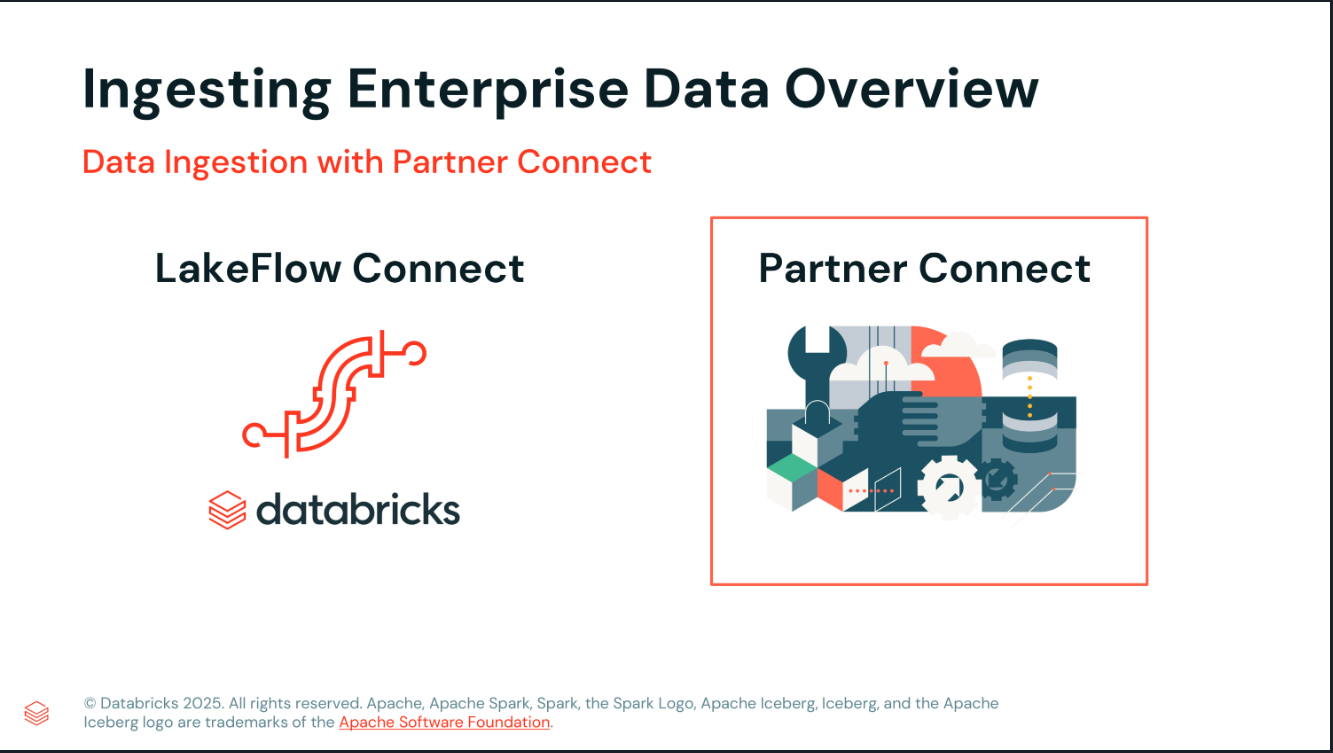 Ingesting Enterprise Data Overview
Data Ingestion with Partner Connect
LakeFlow Connect
Partner Connect
databricks
© Databricks 2025. All rights reserved. Apache, Apache Spark, Spark, the Spark Logo, Apache Iceberg, Iceberg, and the Apache
Iceberg logo are trademarks of the Apache Software Foundation.